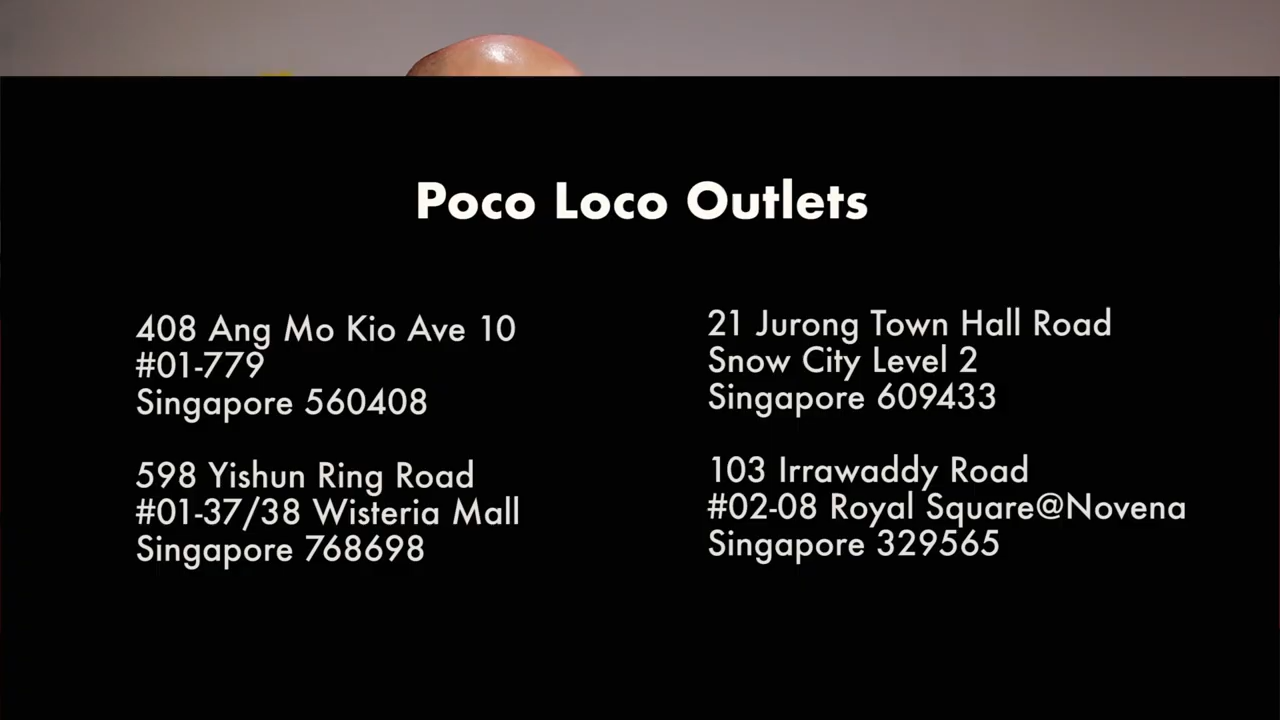 Poco Loco Outlets
408 Ang Mo Kio Ave 10
#01-779
Singapore 560408
598 Yishun Ring Road
#01-37/38 Wisteria Mall
Singapore 768698
21 Jurong Town Hall Road
Snow City Level 2
Singapore 609433
103 Irrawaddy Road
#02-08 Royal Square@Novena
Singapore 329565